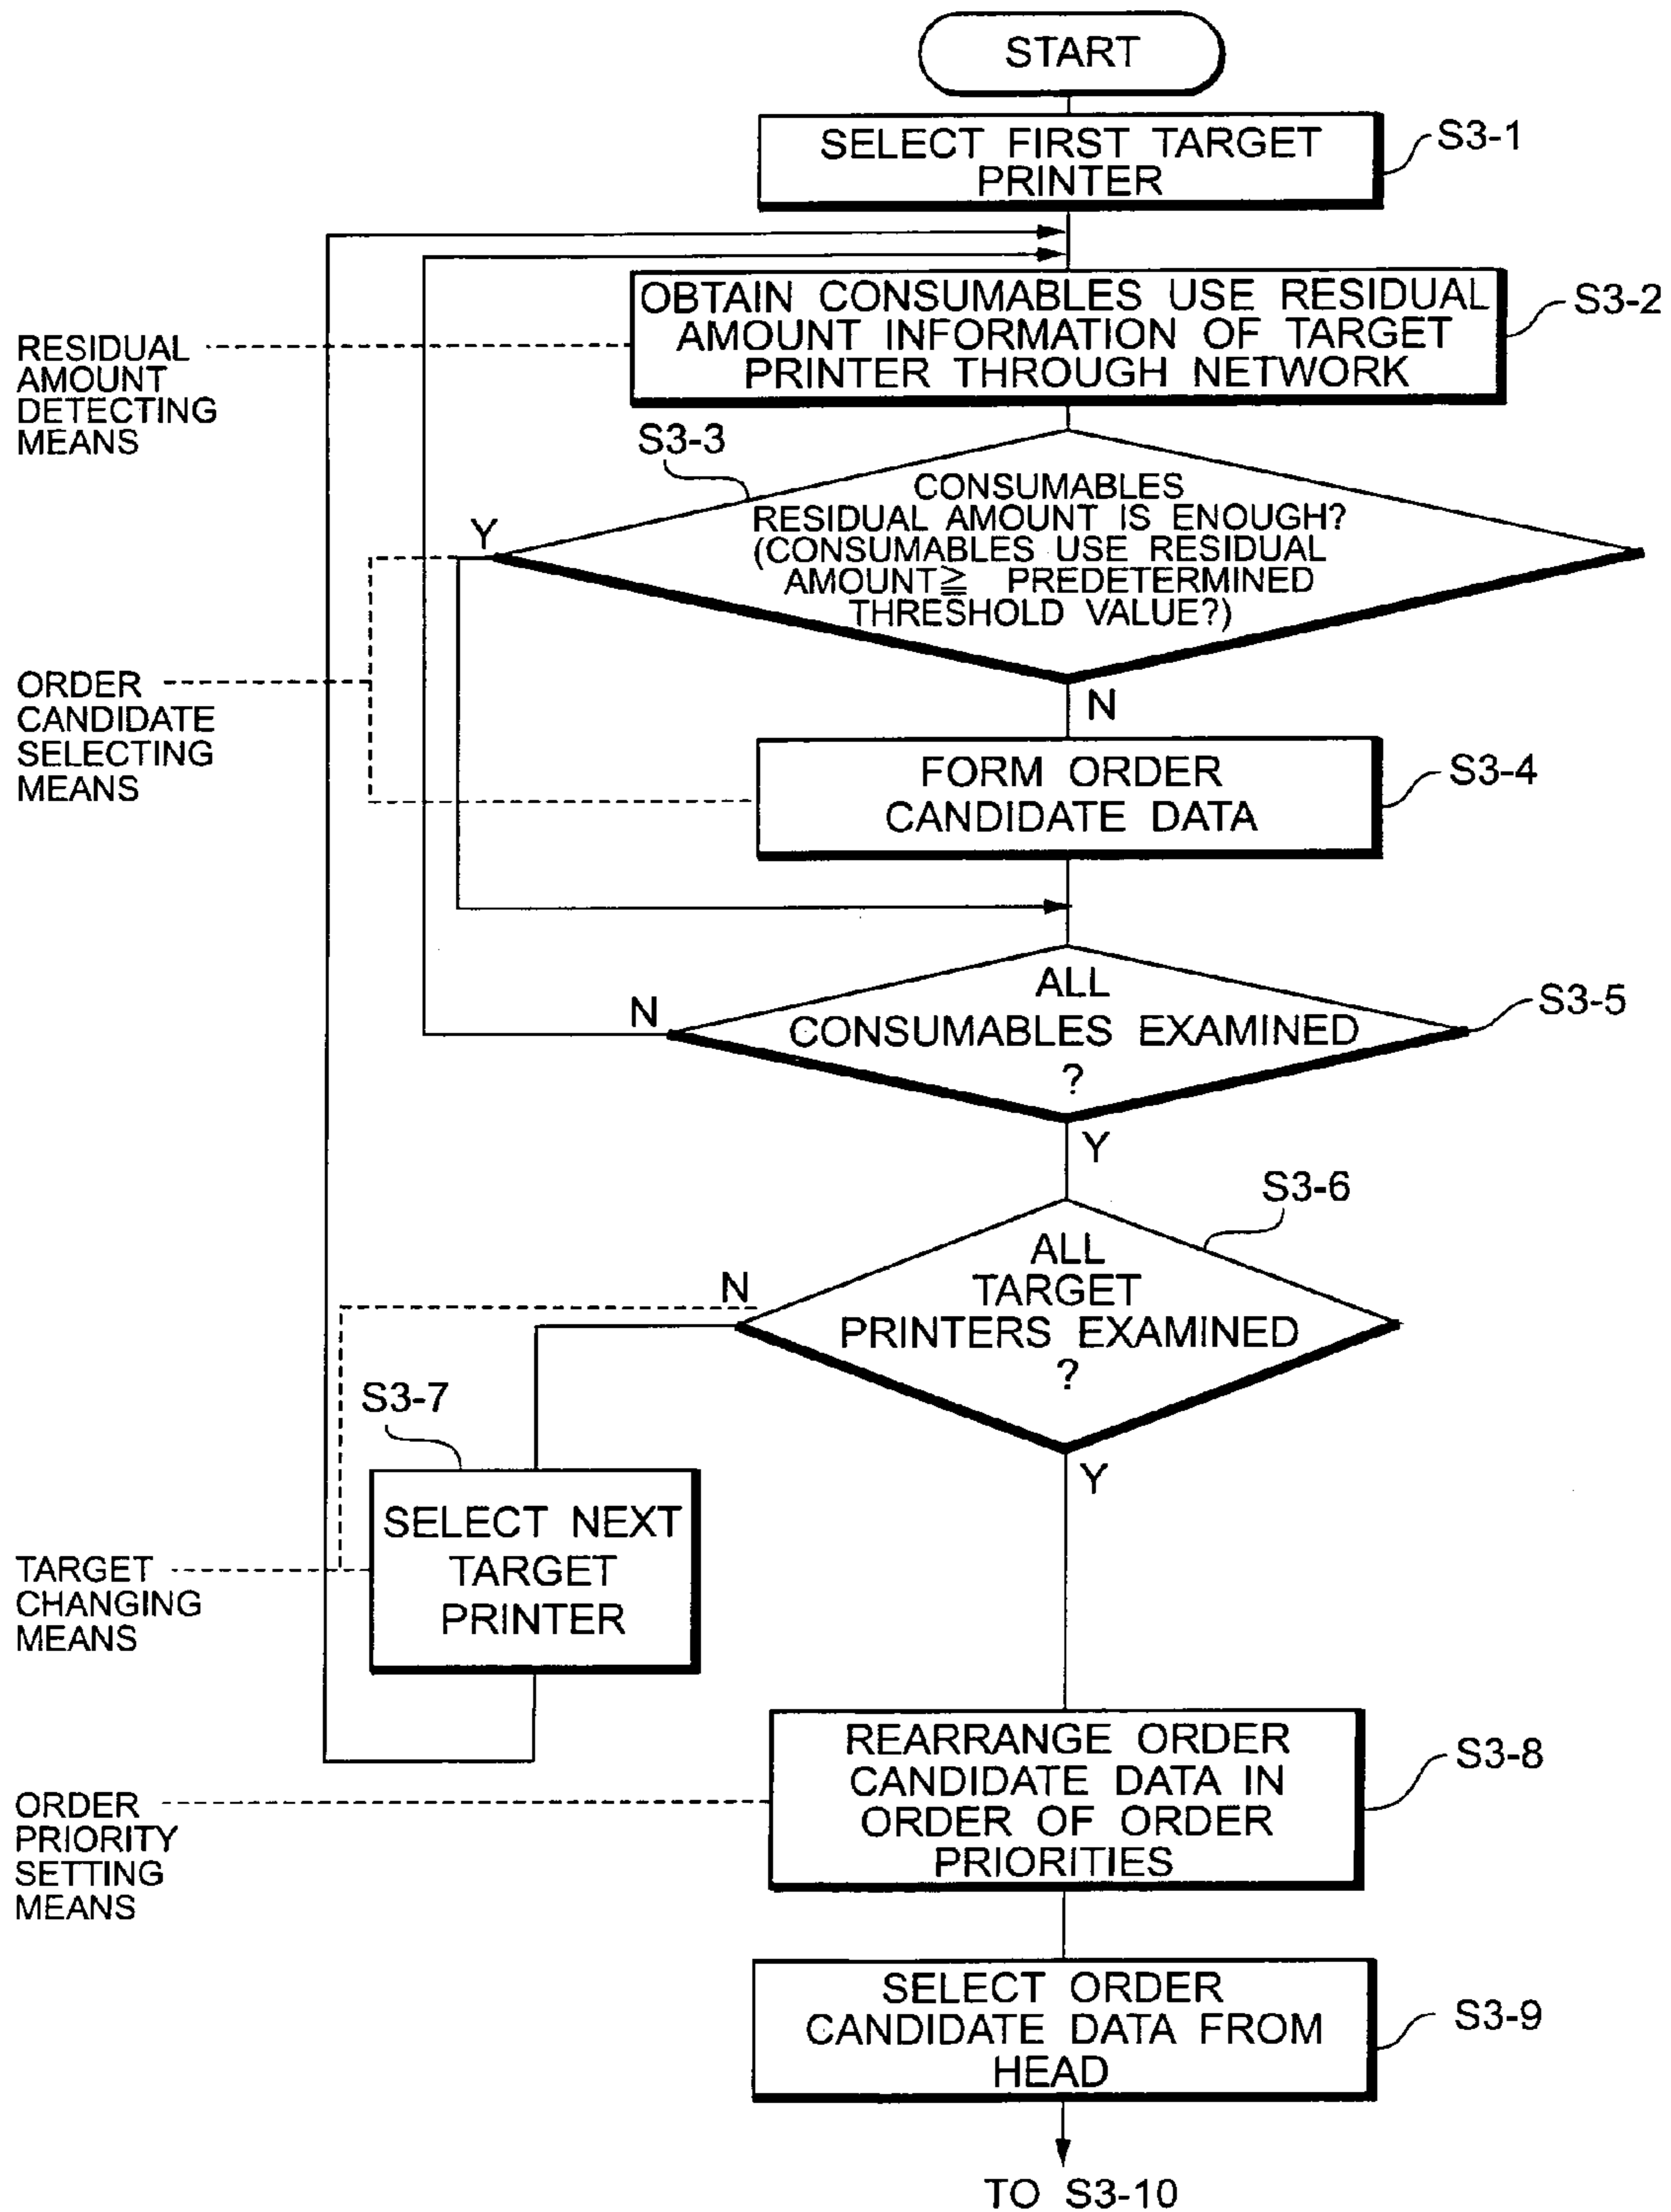 START
SELECT FIRST TARGET
PRINTER
S3-1
OBTAIN CONSUMABLES USE RESIDUAL
AMOUNT INFORMATION OF TARGET
PRINTER THROUGH NETWORK
S3-2
RESIDUAL
AMOUNT
DETECTING
MEANS
S3-3
CONSUMABLES
RESIDUAL AMOUNT IS ENOUGH?
(CONSUMABLES USE RESIDUAL
AMOUNT≧ PREDETERMINED
THRESHOLD VALUE?)
Y
N
ORDER
CANDIDATE
SELECTING
MEANS
FORM ORDER
CANDIDATE DATA
S3-4
ALL
CONSUMABLES EXAMINED
?
S3-5
N
Y
S3-6
ALL
TARGET
PRINTERS EXAMINED
?
N
Y
S3-7
SELECT NEXT
TARGET
PRINTER
TARGET
CHANGING
MEANS
REARRANGE ORDER
CANDIDATE DATA IN
ORDER OF ORDER
PRIORITIES
S3-8
ORDER
PRIORITY
SETTING
MEANS
SELECT ORDER
CANDIDATE DATA FROM
HEAD
S3-9
TO S3-10